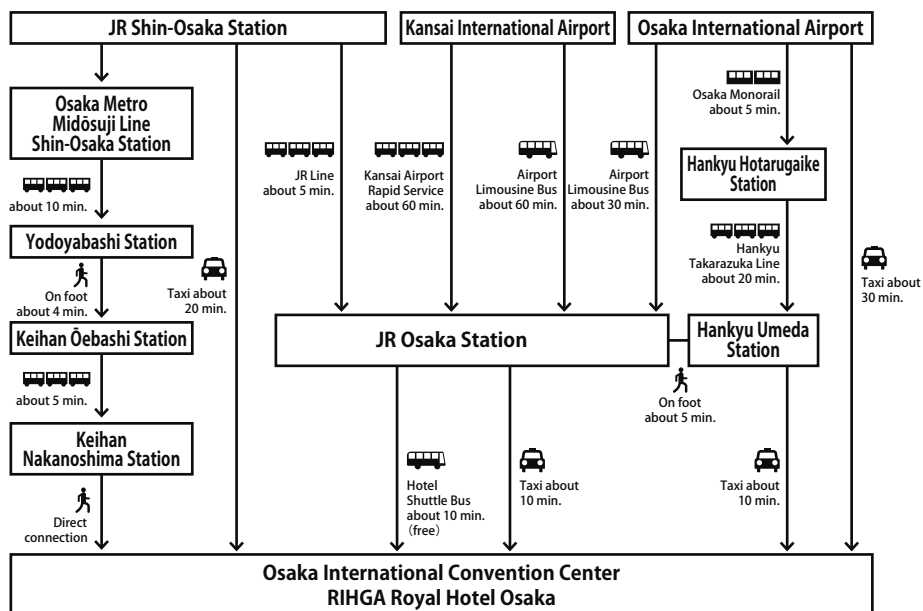 JR Shin-Osaka Station
Kansai International Airport
Osaka International Airport
Osaka Metro
Midōsuji Line
Shin-Osaka Station
about 10 min.
Yodoyabashi Station
On foot
about 4 min.
Keihan Ōebashi Station
about 5 min.
Keihan
Nakanoshima Station
Direct
connection
Taxi about
20 min.
JR Line
about 5 min.
Kansai Airport
Rapid Service
about 60 min.
Airport
Limousine Bus
about 60 min.
Airport
Limousine Bus
about 30 min.
Osaka Monorail
about 5 min.
Hankyu Hotarugaike
Station
Hankyu
Takarazuka Line
about 20 min.
Taxi about
30 min.
JR Osaka Station
Hankyu Umeda
Station
On foot
about 5 min.
Hotel
Shuttle Bus
about 10 min.
(free)
Taxi about
10 min.
Taxi about
10 min.
Osaka International Convention Center
RIHGA Royal Hotel Osaka